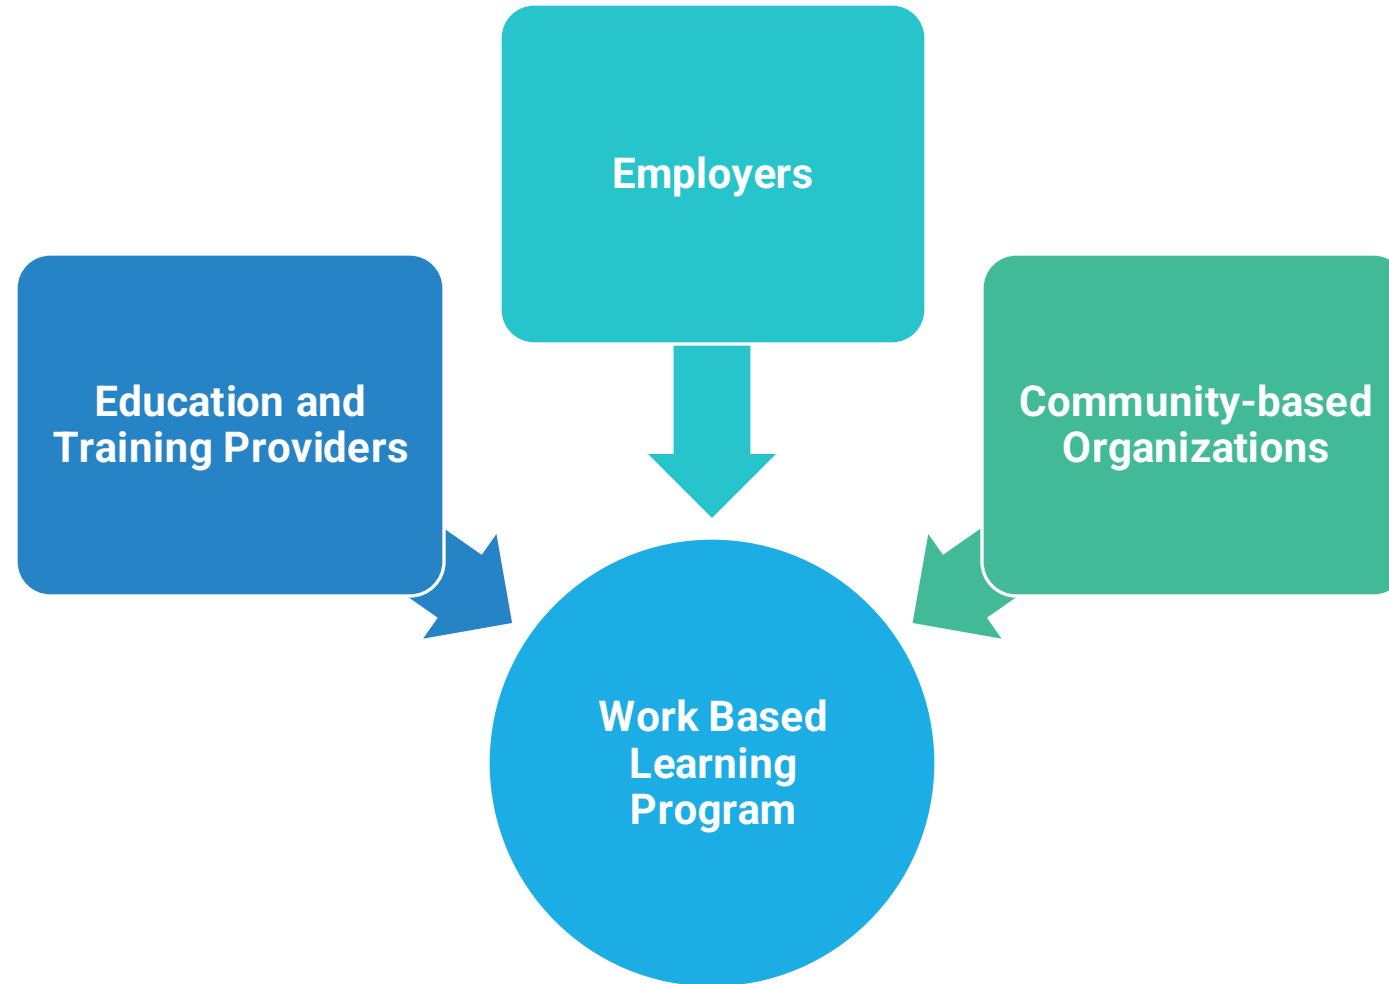 Employers
Education and
Training Providers
Community-based
Organizations
Work Based
Learning
Program